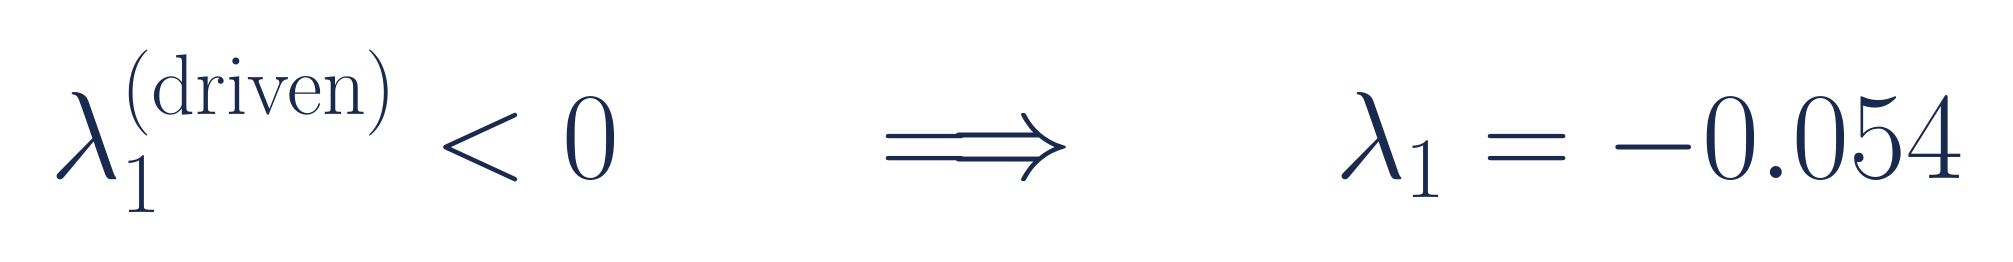 λ₁^(driven) < 0 ⟹ λ₁ = −0.054